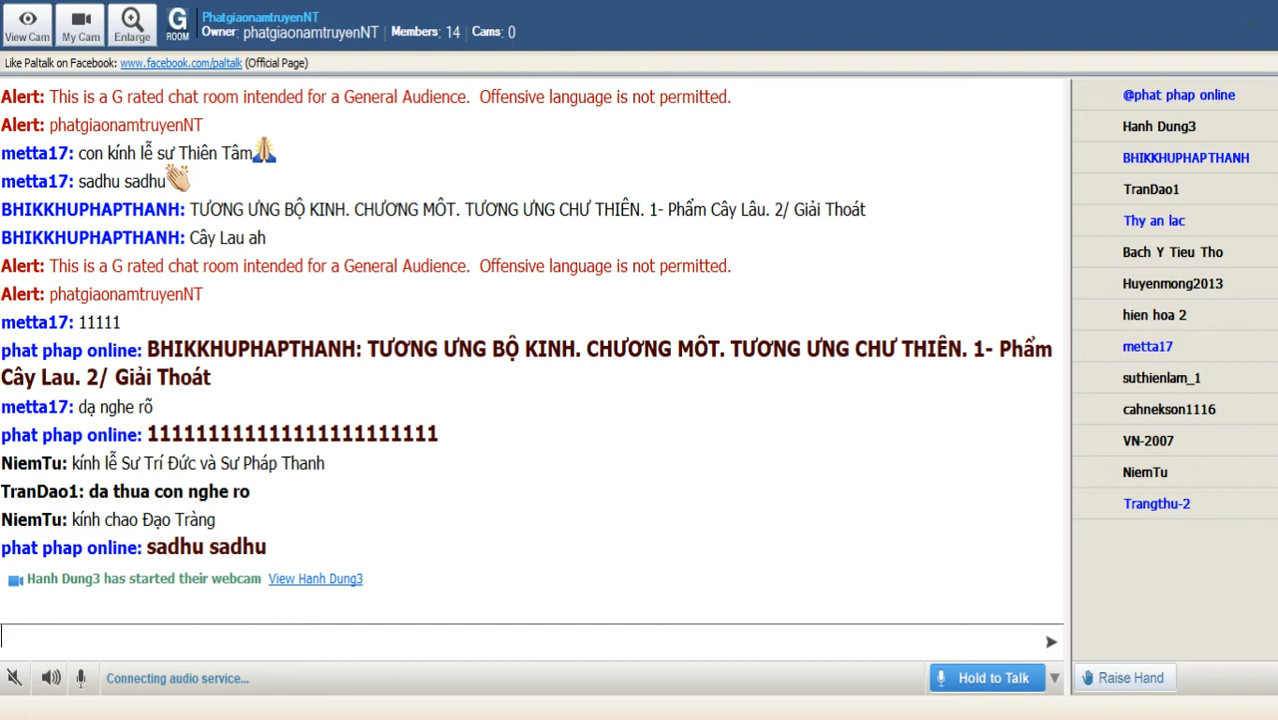 View Cam
My Cam
Enlarge
G
ROOM
PhatgiaonamtruyenNT
Owner: phatgiaonamtruyenNT Members: 14 Cams: 0
Like Paltalk on Facebook: www.facebook.com/paltalk (Official Page)
Alert: This is a G rated chat room intended for a General Audience. Offensive language is not permitted.
Alert: phatgiaonamtruyenNT
metta17: con kính lễ sư Thiên Tâm
metta17: sadhu sadhu
BHIKKHUPHAPTHANH: TƯƠNG ƯNG BỘ KINH. CHƯƠNG MÔT. TƯƠNG ƯNG CHƯ THIÊN. 1- Phẩm Cây Lâu. 2/ Giải Thoát
BHIKKHUPHAPTHANH: Cây Lau ah
Alert: This is a G rated chat room intended for a General Audience. Offensive language is not permitted.
Alert: phatgiaonamtruyenNT
metta17: 11111
phat phap online: BHIKKHUPHAPTHANH: TƯƠNG ƯNG BỘ KINH. CHƯƠNG MÔT. TƯƠNG ƯNG CHƯ THIÊN. 1- Phẩm
Cây Lau. 2/ Giải Thoát
metta17: dạ nghe rõ
phat phap online: 111111111111111111111111
NiemTu: kính lễ Sư Trí Đức và Sư Pháp Thanh
TranDao1: da thua con nghe ro
NiemTu: kính chao Đạo Tràng
phat phap online: sadhu sadhu
Hanh Dung3 has started their webcam View Hanh Dung3
@phat phap online
Hanh Dung3
BHIKKHUPHAPTHANH
TranDao1
Thy an lac
Bach Y Tieu Tho
Huyenmong2013
hien hoa 2
metta17
suthienlam_1
cahnekson1116
VN-2007
NiemTu
Trangthu-2
Connecting audio service...
Hold to Talk
Raise Hand